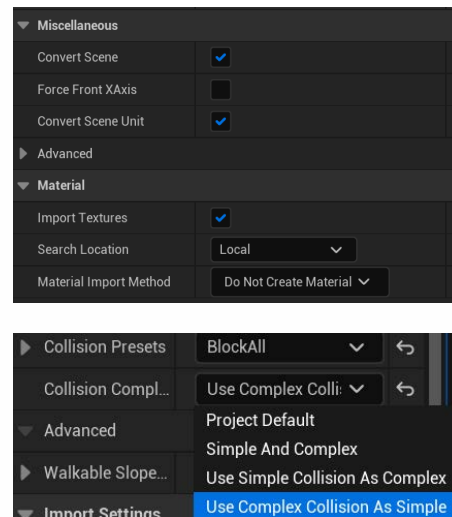 Miscellaneous
Convert Scene
Force Front XAxis
Convert Scene Unit
Advanced
Material
Import Textures
Search Location Local
Material Import Method Do Not Create Material
Collision Presets BlockAll
Collision Compl... Use Complex Colli
Project Default
Advanced
Simple And Complex
Walkable Slope... Use Simple Collision As Complex
Import Settings Use Complex Collision As Simple